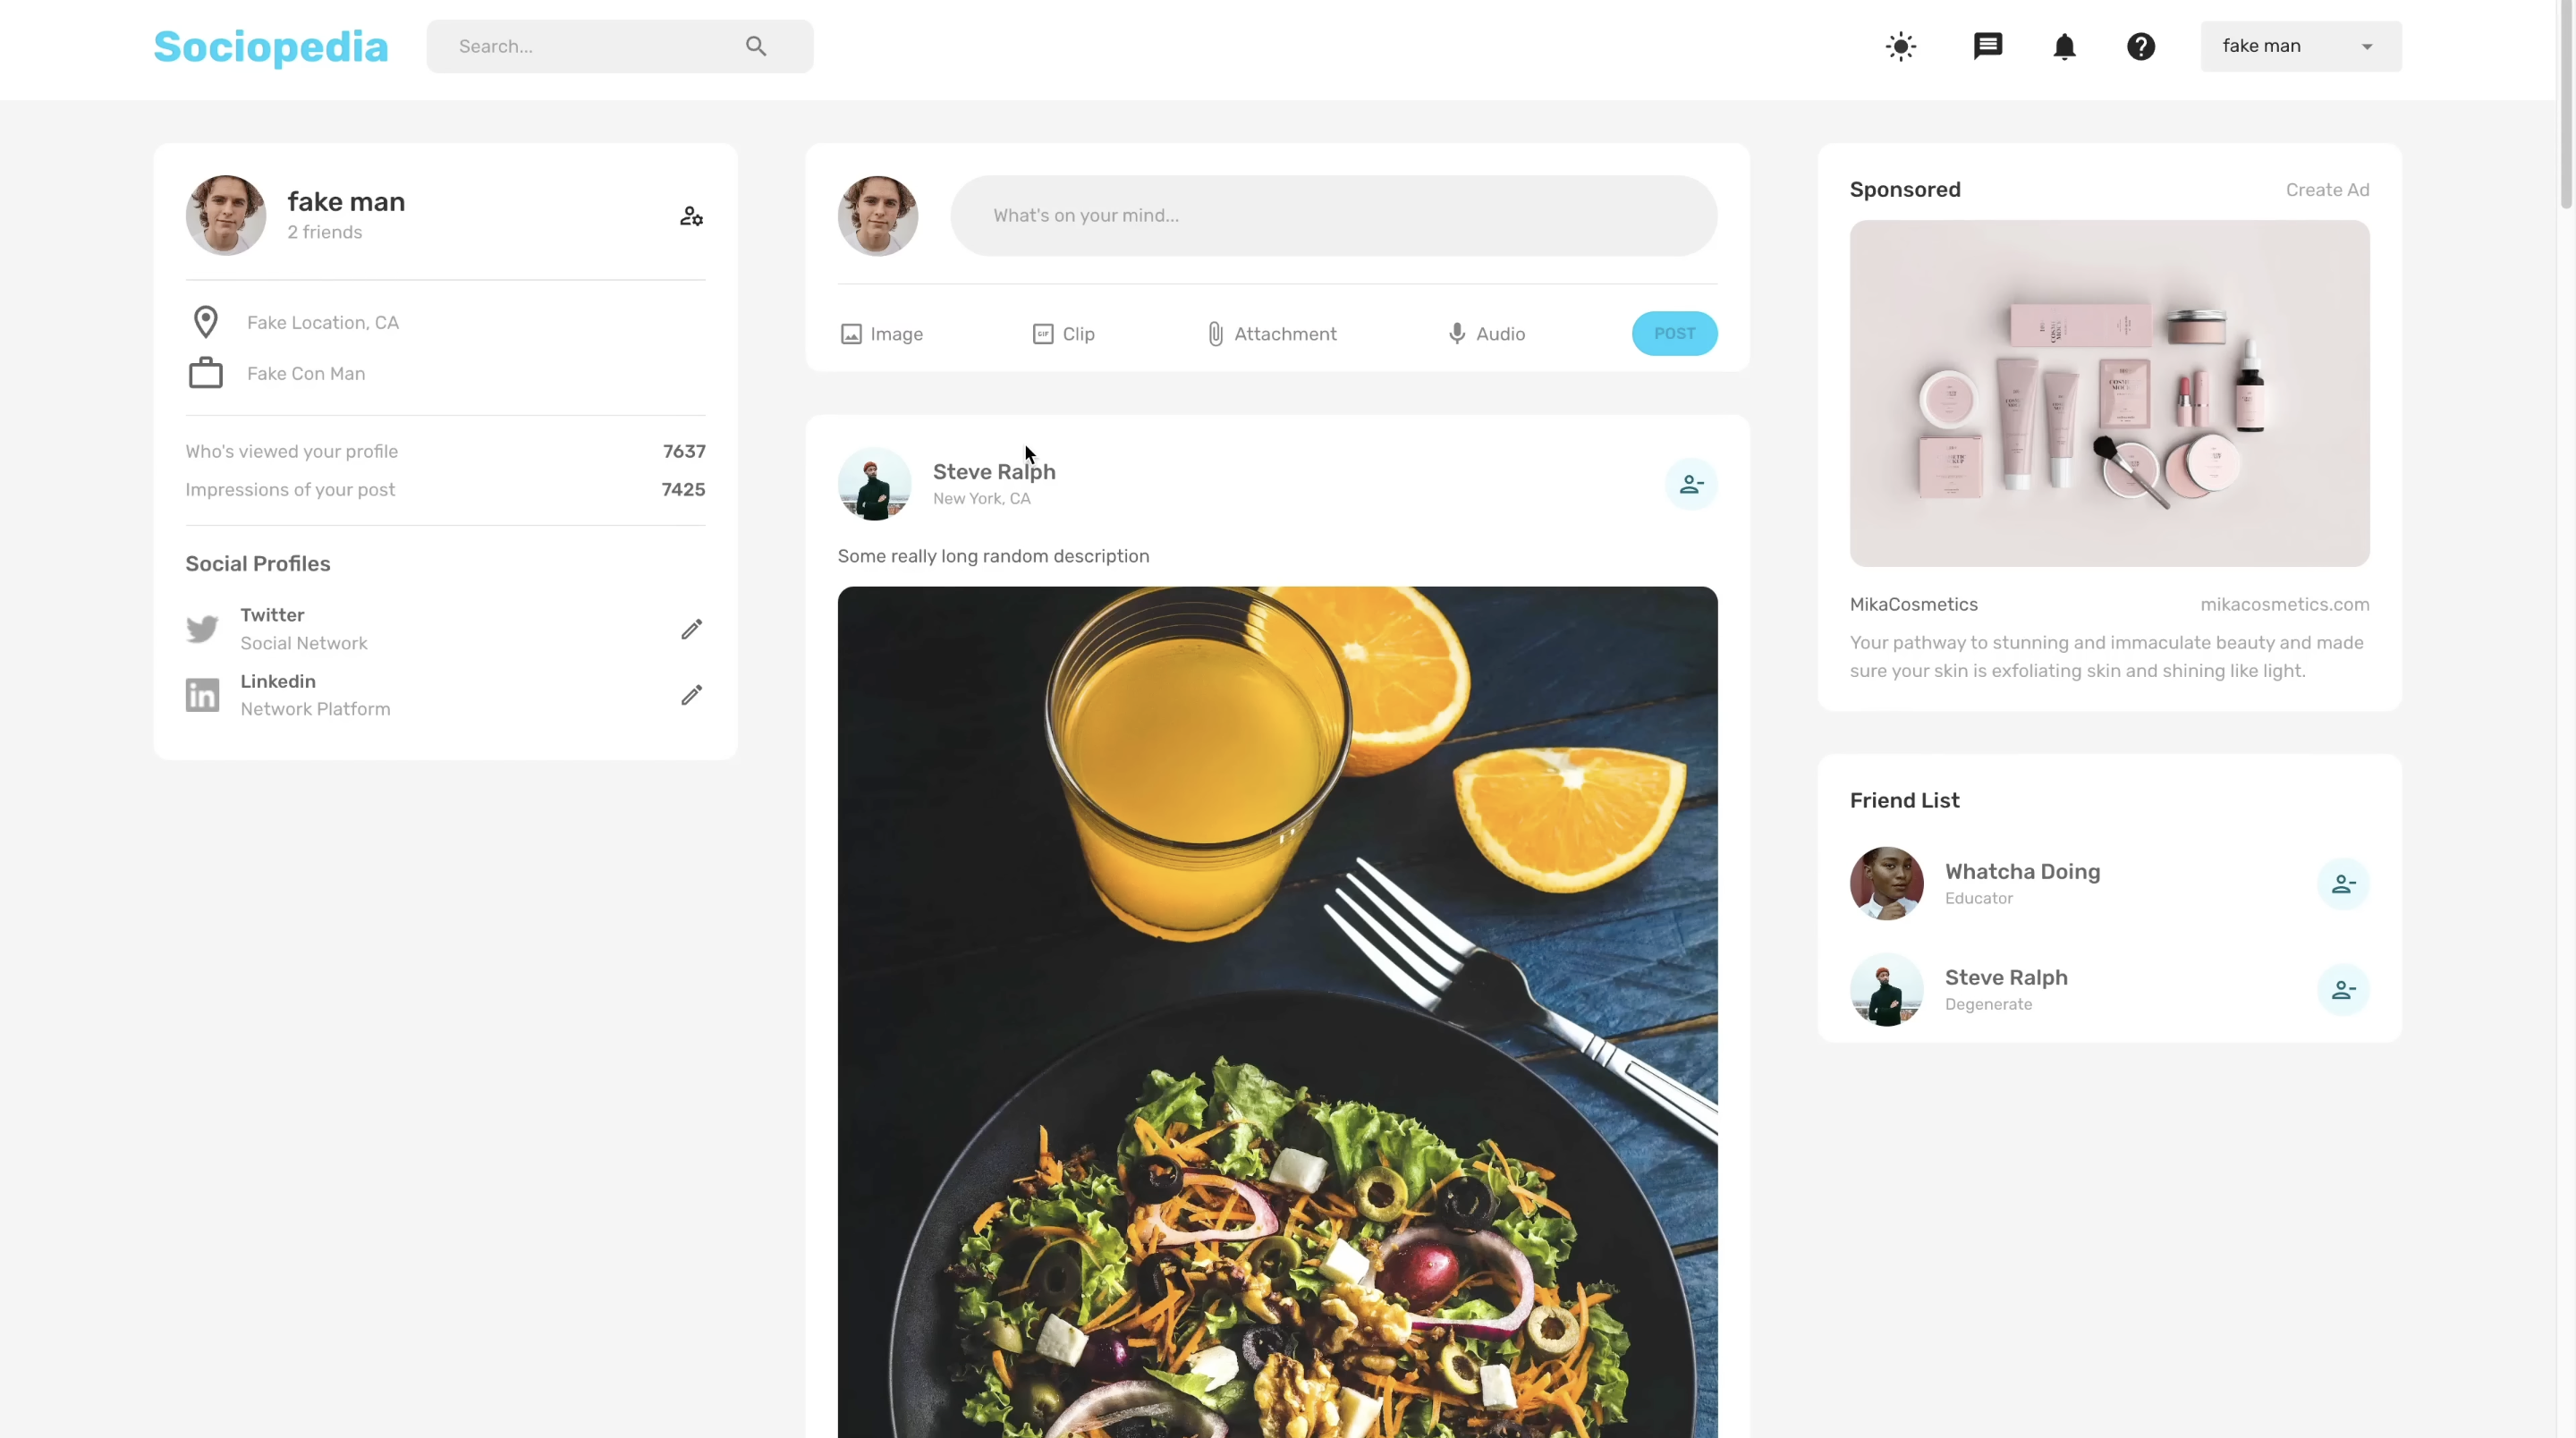 Sociopedia
Search...
fake man
fake man
2 friends
Fake Location, CA
Fake Con Man
Who's viewed your profile 7637
Impressions of your post 7425
Social Profiles
Twitter
Social Network
Linkedin
Network Platform
What's on your mind...
Image
GIF Clip
Attachment
Audio
POST
Steve Ralph
New York, CA
Some really long random description
Sponsored
Create Ad
MikaCosmetics
mikacosmetics.com
Your pathway to stunning and immaculate beauty and made
sure your skin is exfoliating skin and shining like light.
Friend List
Whatcha Doing
Educator
Steve Ralph
Degenerate